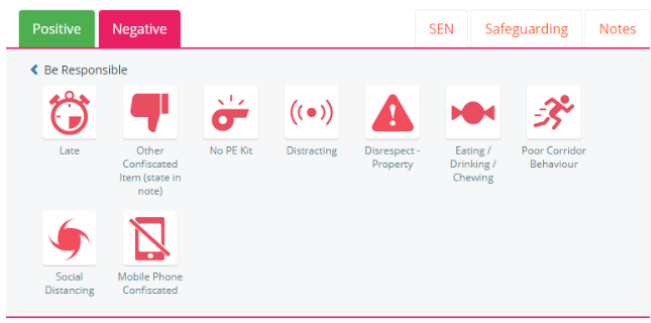 Positive
Negative
SEN
Safeguarding
Notes
Be Responsible
Late
Other
Confiscated
Item (state in
note)
No PE Kit
Distracting
Disrespect -
Property
Eating /
Drinking /
Chewing
Poor Corridor
Behaviour
Social
Distancing
Mobile Phone
Confiscated